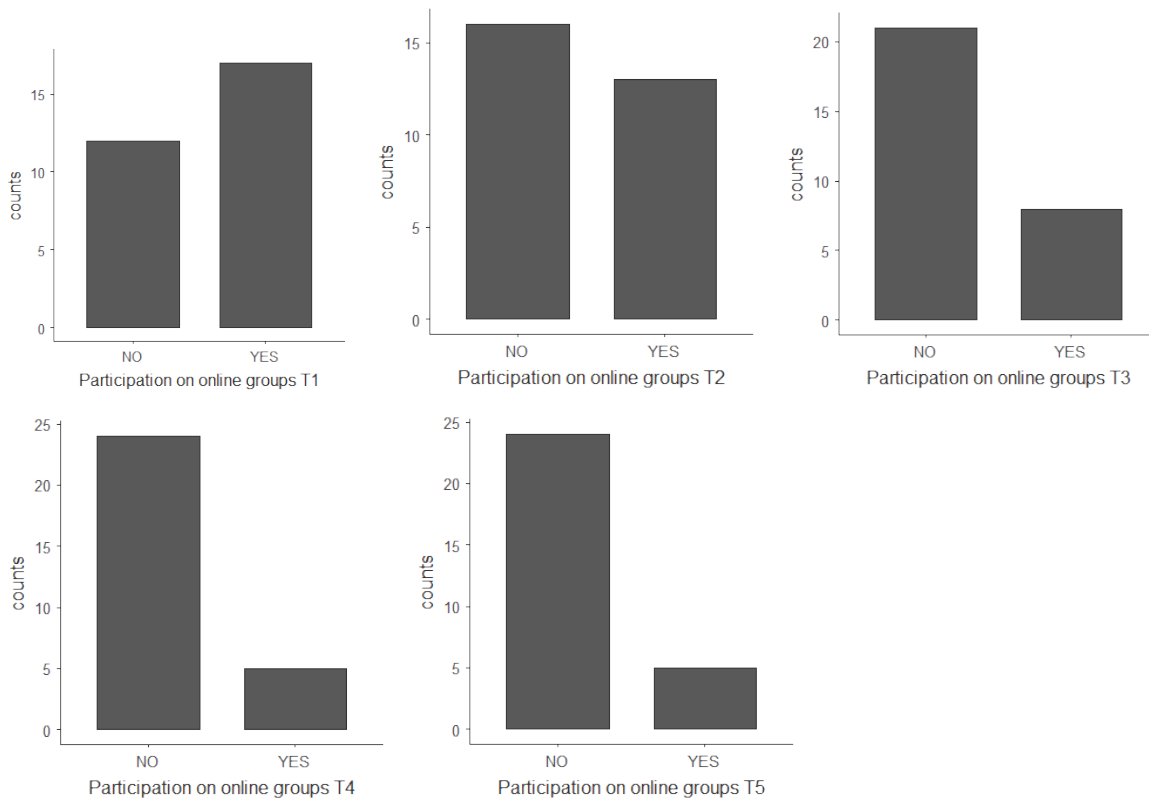 counts
15
10
5
0
NO YES
Participation on online groups T1
counts
15
10
5
0
NO YES
Participation on online groups T2
counts
20
15
10
5
0
NO YES
Participation on online groups T3
counts
25
20
15
10
5
0
NO YES
Participation on online groups T4
counts
25
20
15
10
5
0
NO YES
Participation on online groups T5